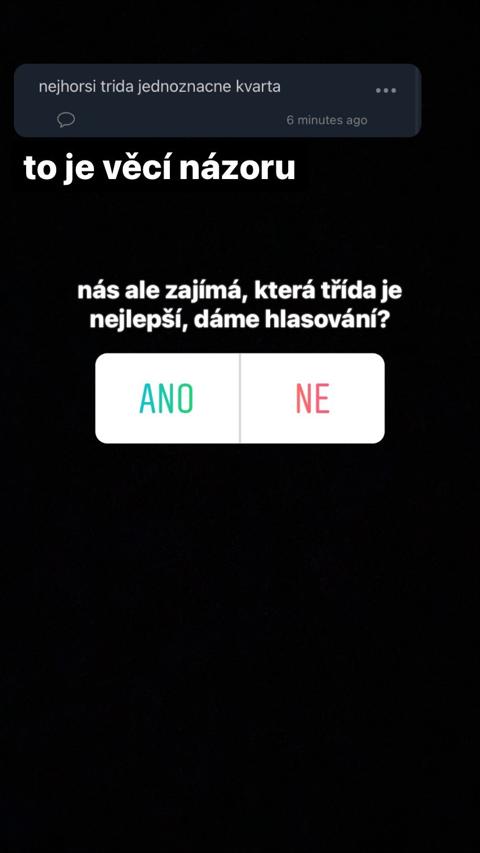 nejhorsi trida jednoznacne kvarta
6 minutes ago
to je věcí názoru
nás ale zajímá, která třída je
nejlepší, dáme hlasování?
ANO
NE